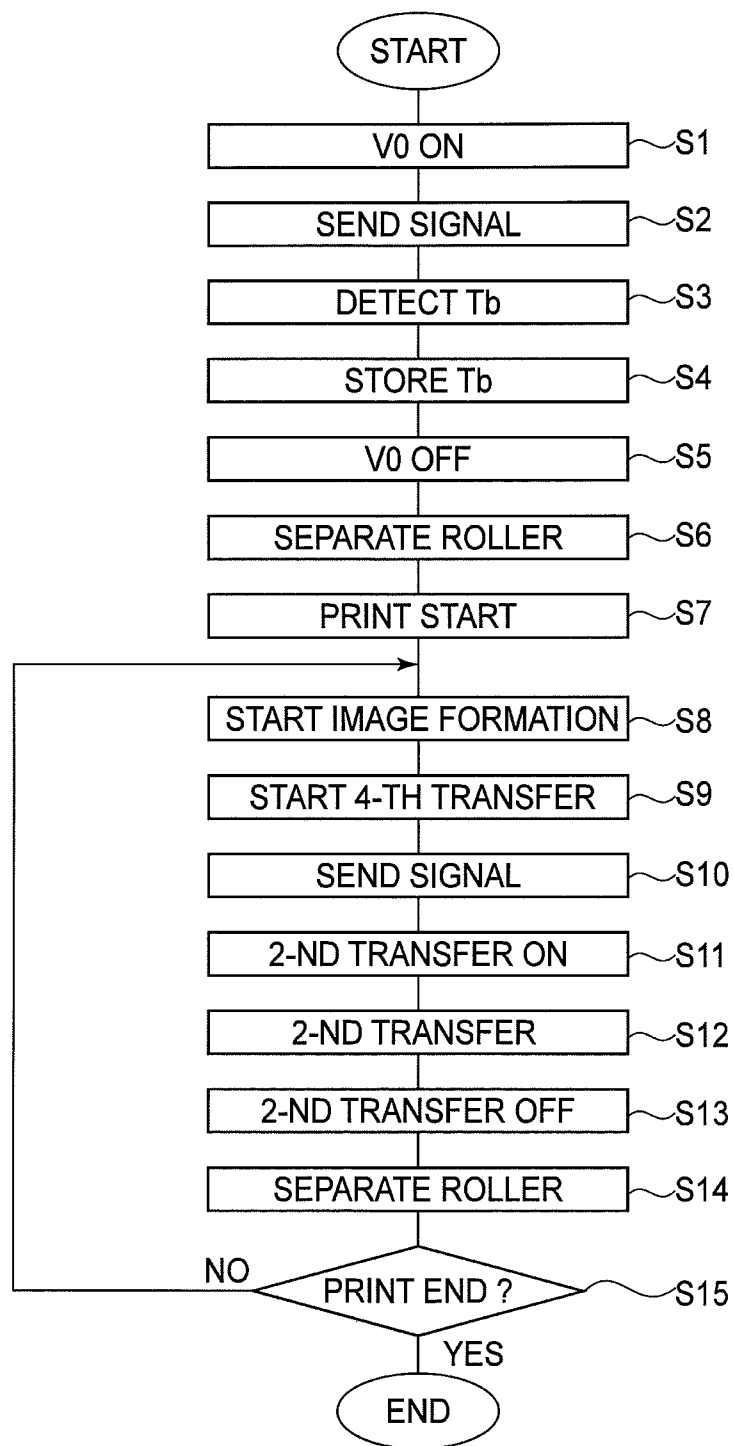 START
V0 ON S1
SEND SIGNAL S2
DETECT Tb S3
STORE Tb S4
V0 OFF S5
SEPARATE ROLLER S6
PRINT START S7
START IMAGE FORMATION S8
START 4-TH TRANSFER S9
SEND SIGNAL S10
2-ND TRANSFER ON S11
2-ND TRANSFER S12
2-ND TRANSFER OFF S13
SEPARATE ROLLER S14
NO PRINT END ? S15
YES
END